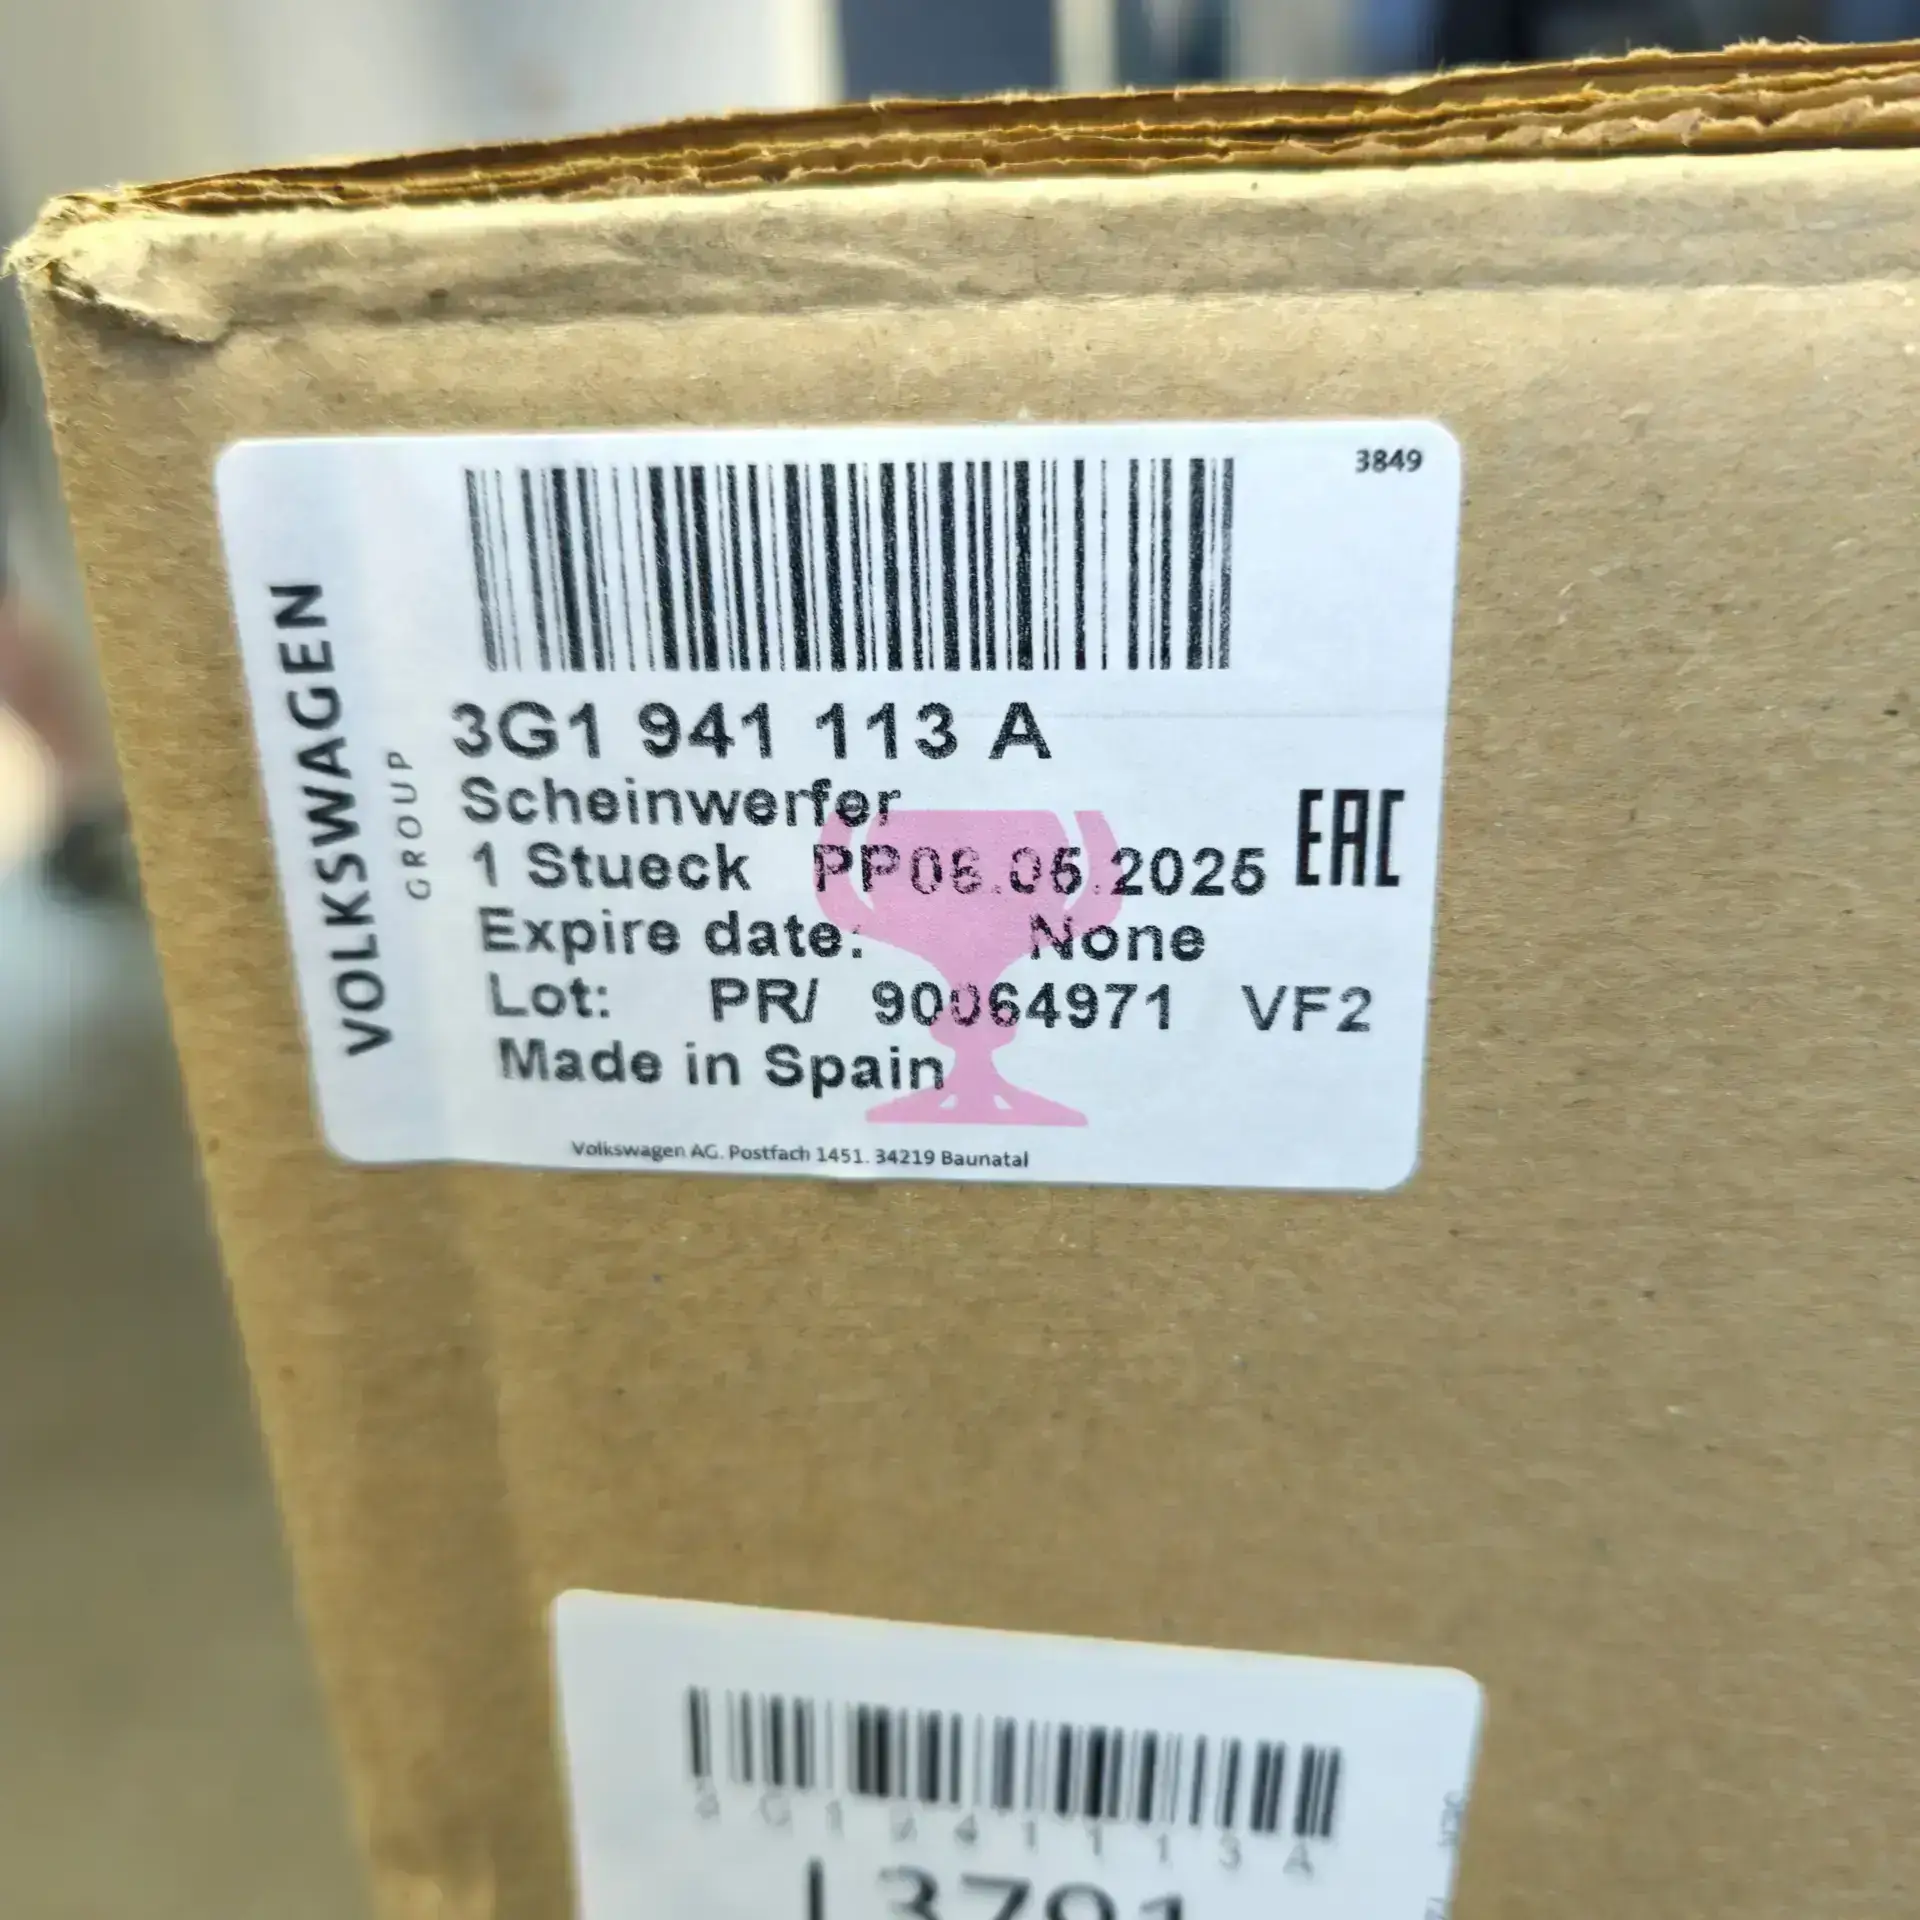 3849
VOLKSWAGEN
GROUP
3G1 941 113 A
Scheinwerfer
1 Stueck PP06.05.2025
EAC
Expire date: None
Lot: PR/ 90064971 VF2
Made in Spain
Volkswagen AG. Postfach 1451. 34219 Baunatal
3G1941113A